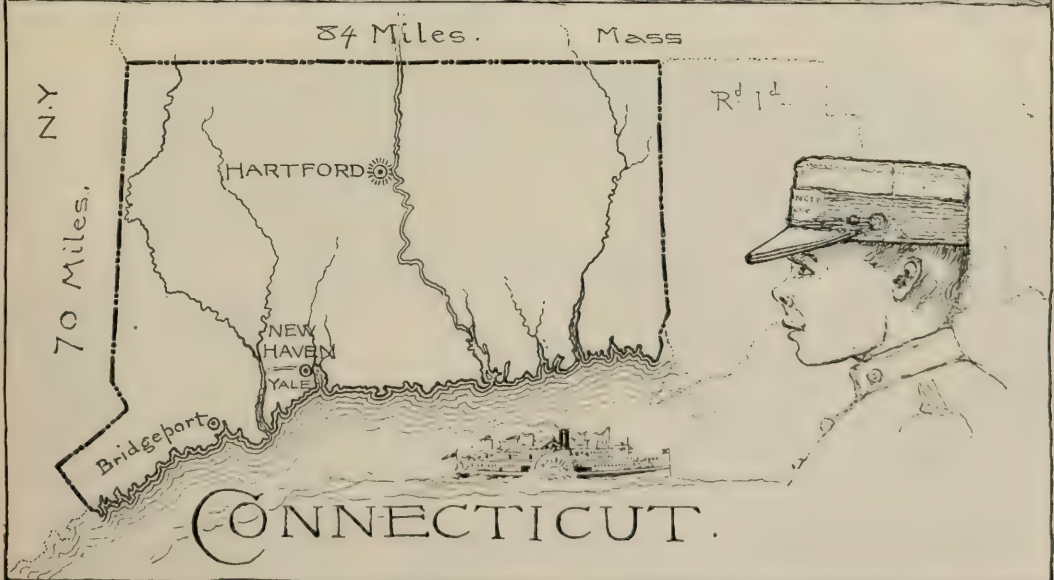 84 Miles. Mass
N.Y
Rd. Id.
70 Miles.
HARTFORD
NEW
HAVEN
YALE
Bridgeport
CONNECTICUT.